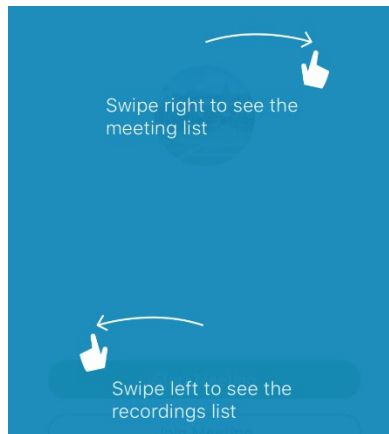 Swipe right to see the
meeting list
Swipe left to see the
recordings list